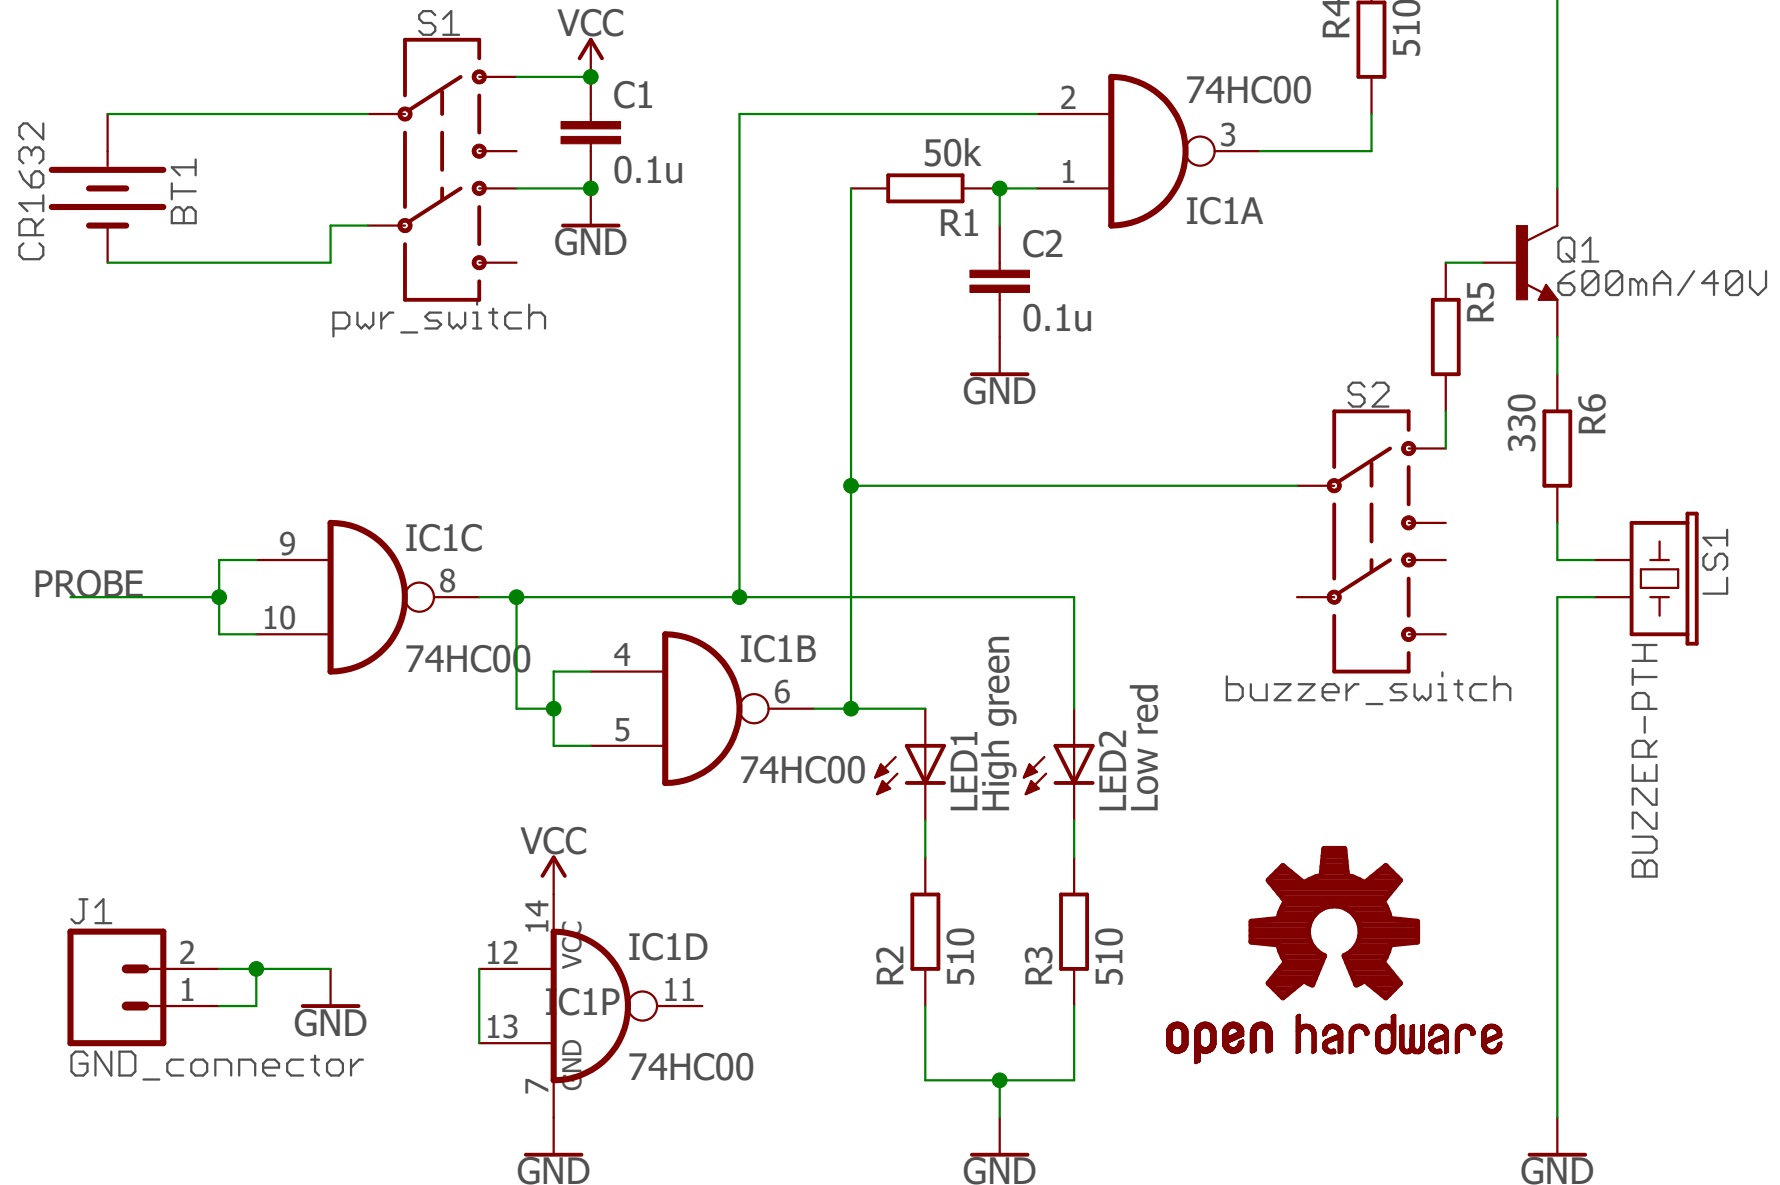 S1
VCC
C1
0.1u
GND
CR1632
BT1
pwr_switch
R4
510
2
1
74HC00
3
IC1A
50k
R1
C2
0.1u
GND
Q1
600mA/40V
R5
S2
330
R6
buzzer_switch
LS1
BUZZER-PTH
PROBE
9
10
IC1C
8
74HC00
4
5
IC1B
6
74HC00
LED1
High green
LED2
Low red
VCC
14
VCC
12
13
IC1D
IC1P
11
74HC00
GND
7
GND
J1
2
1
GND
GND_connector
R2
510
R3
510
GND
open hardware
GND